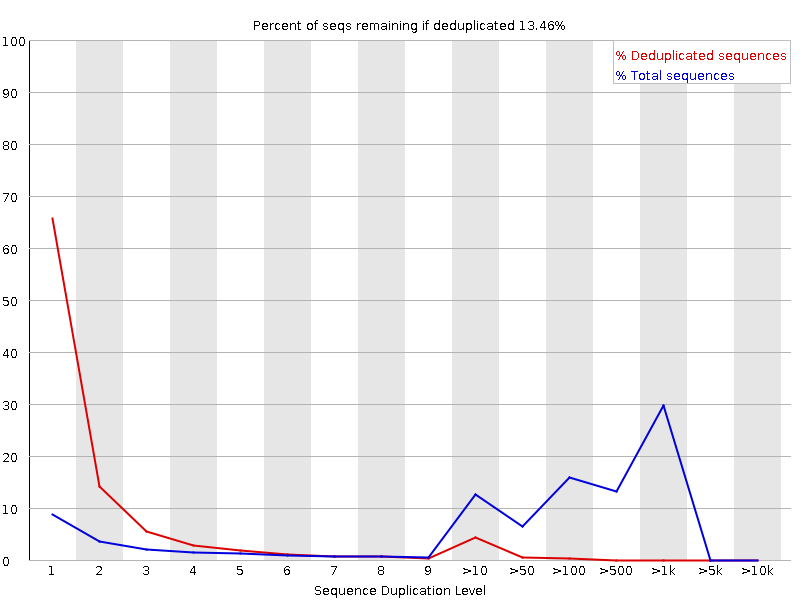 Percent of seqs remaining if deduplicated 13.46%
% Deduplicated sequences
% Total sequences
100
90
80
70
60
50
40
30
20
10
0
1 2 3 4 5 6 7 8 9 >10 >50 >100 >500 >1k >5k >10k
Sequence Duplication Level